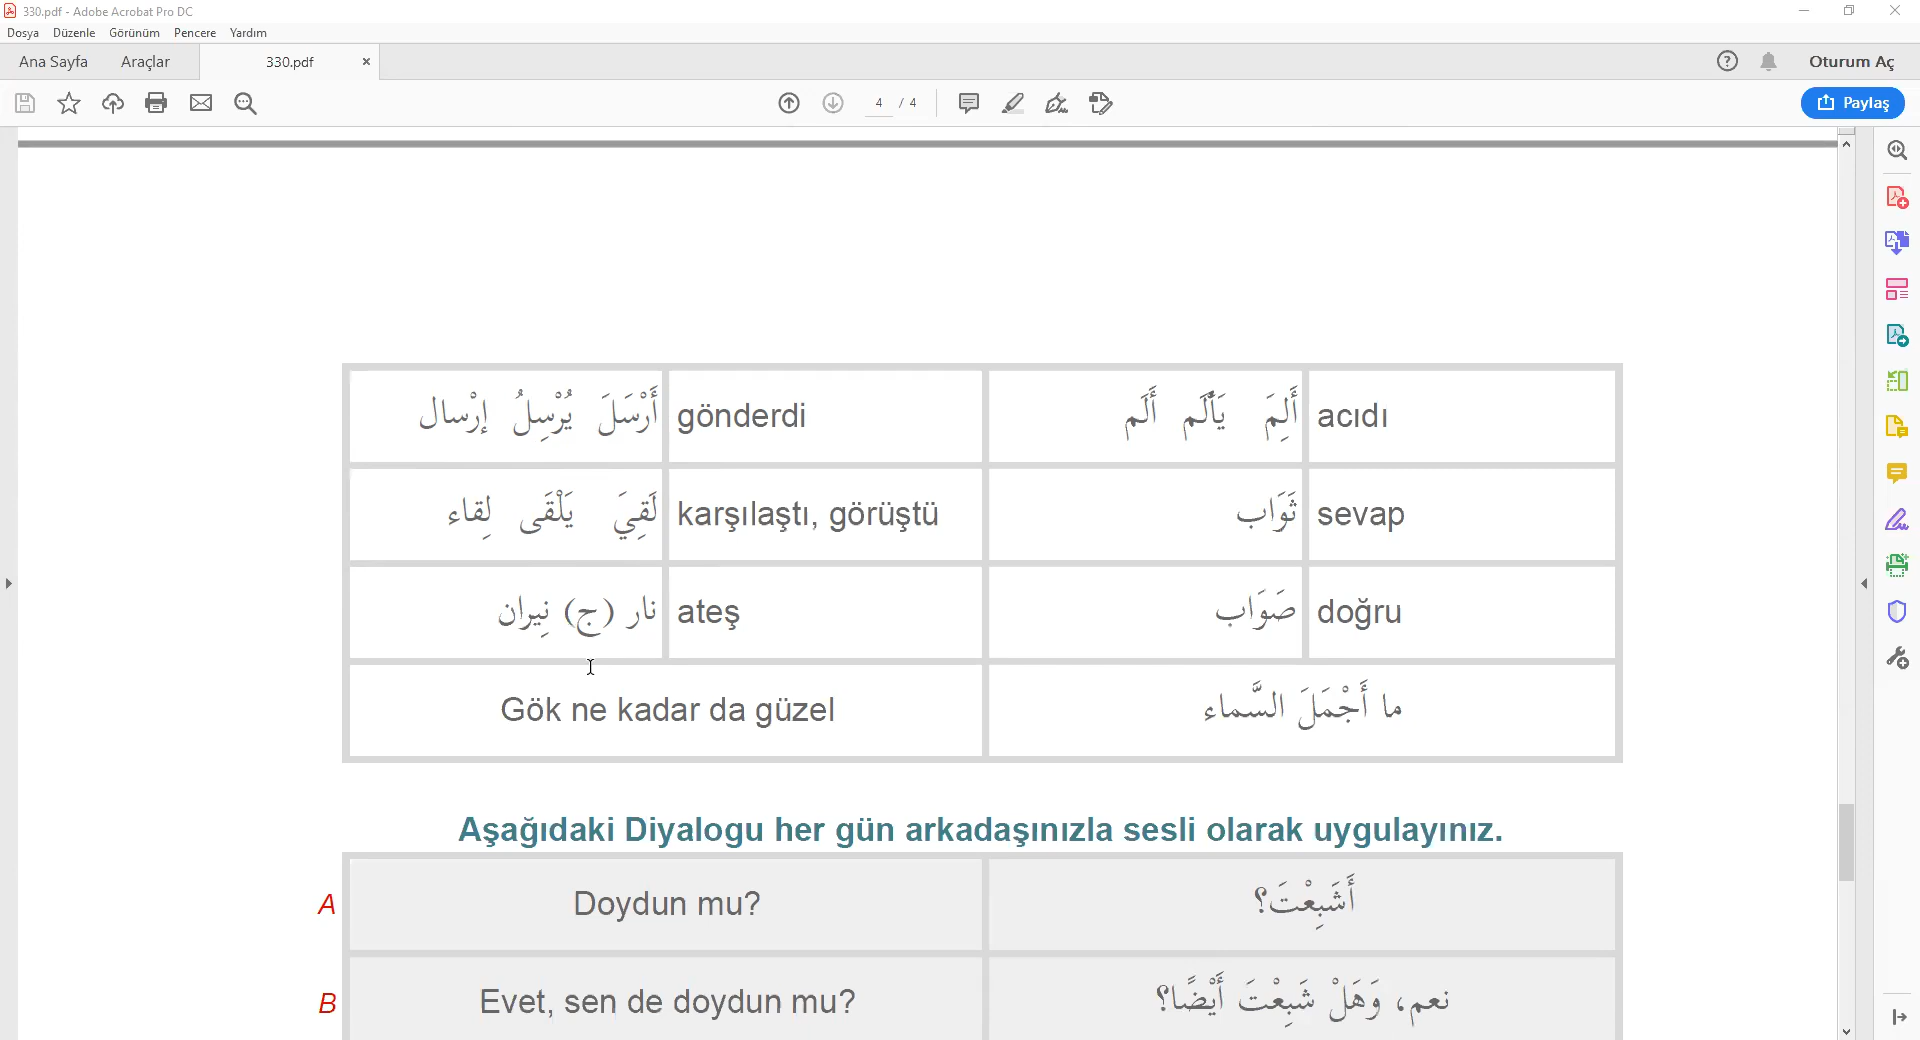 330.pdf - Adobe Acrobat Pro DC
Dosya Düzenle Görünüm Pencere Yardım
Ana Sayfa Araçlar 330.pdf × Oturum Aç
4 / 4 Paylaş
أَرْسَلَ يُرْسِلُ إِرْسال gönderdi أَلِمَ يَأْلَم أَلَم acıdı
لَقِيَ يَلْقَى لِقاء karşılaştı, görüştü ثَوَاب sevap
نار (ج) نِيران ateş صَوَاب doğru
Gök ne kadar da güzel ما أَجْمَلَ السَّماء
Aşağıdaki Diyalogu her gün arkadaşınızla sesli olarak uygulayınız.
A Doydun mu? أَشَبِعْتَ؟
B Evet, sen de doydun mu? نعم، وَهَلْ شَبِعْتَ أَيْضًا؟